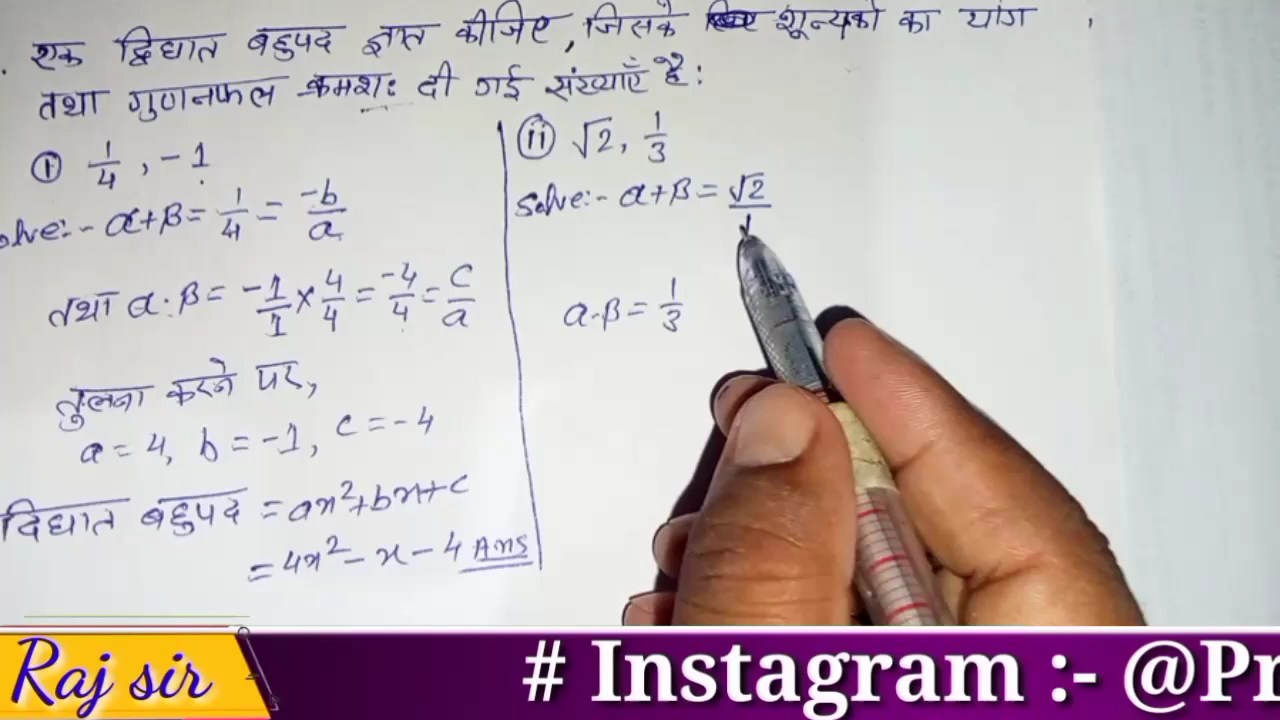 एक द्विघात बहुपद ज्ञात कीजिए, जिसके शून्यको का योग
तथा गुणनफल क्रमशः दी गई संख्याएँ है:
(i) 1/4, -1
olve:- α+β = 1/4 = -b/a
तथा α.β = -1/1 × 4/4 = -4/4 = c/a
तुलना करने पर,
a = 4, b = -1, c = -4
दिघात बहुपद = ax²+bx+c
= 4x² - x - 4 Ans
(ii) √2, 1/3
Solve:- α+β = √2/1
α.β = 1/3
Raj sir
# Instagram :- @Pr